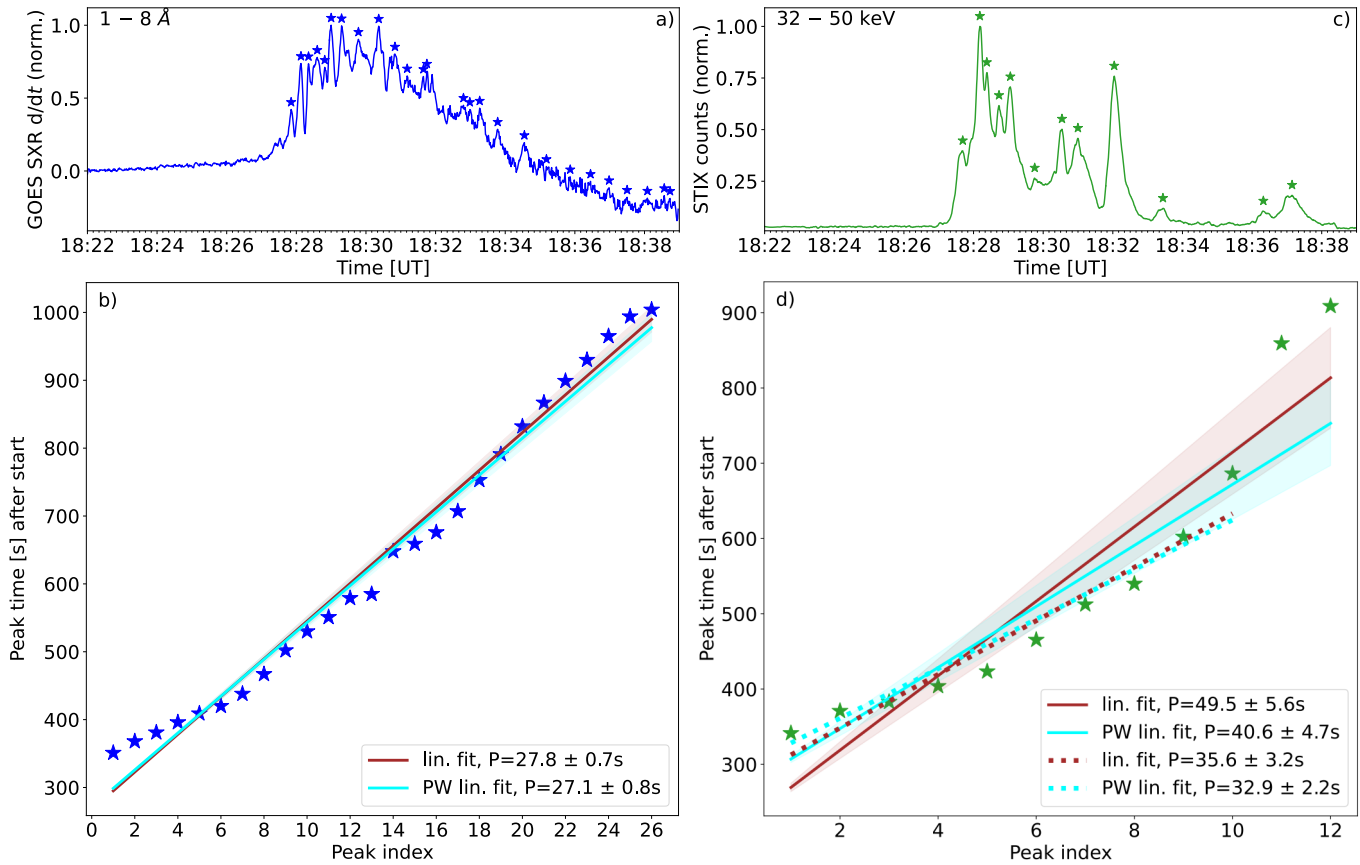 1 − 8 Å
a)
GOES SXR d/dt (norm.)
1.0
0.5
0.0
18:22 18:24 18:26 18:28 18:30 18:32 18:34 18:36 18:38
Time [UT]
32 − 50 keV
c)
STIX counts (norm.)
1.00
0.75
0.50
0.25
18:22 18:24 18:26 18:28 18:30 18:32 18:34 18:36 18:38
Time [UT]
b)
Peak time [s] after start
1000
900
800
700
600
500
400
300
lin. fit, P=27.8 ± 0.7s
PW lin. fit, P=27.1 ± 0.8s
0 2 4 6 8 10 12 14 16 18 20 22 24 26
Peak index
d)
Peak time [s] after start
900
800
700
600
500
400
300
lin. fit, P=49.5 ± 5.6s
PW lin. fit, P=40.6 ± 4.7s
lin. fit, P=35.6 ± 3.2s
PW lin. fit, P=32.9 ± 2.2s
2 4 6 8 10 12
Peak index